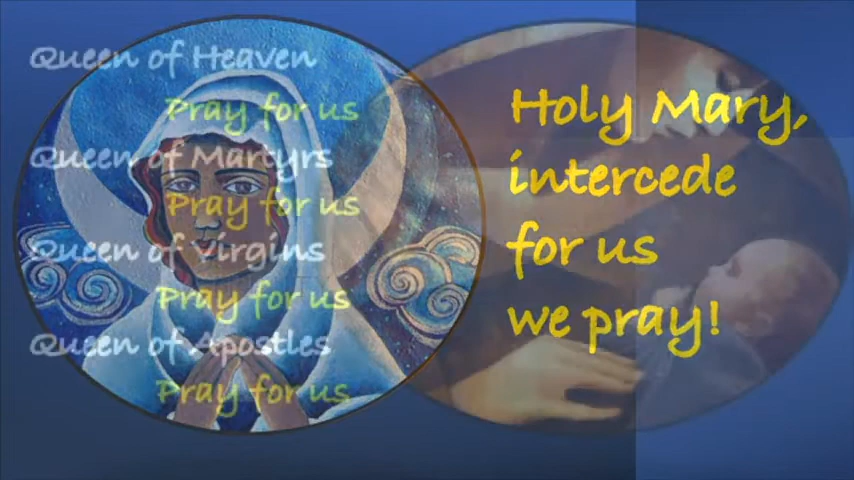 Queen of Heaven
Pray for us
Queen of Martyrs
Pray for us
Queen of Virgins
Pray for us
Queen of Apostles
Pray for us
Holy Mary,
intercede
for us
we pray!